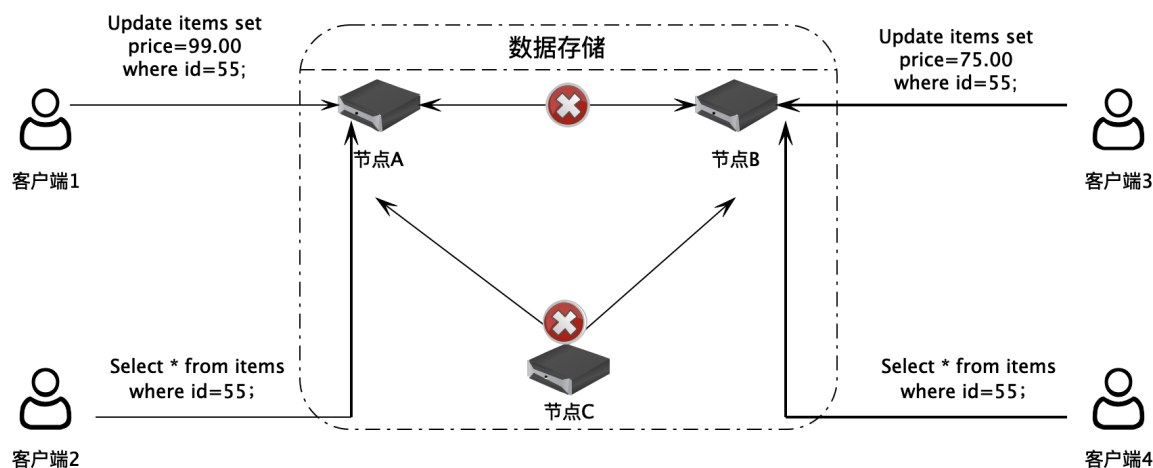 Update items set
price=99.00
where id=55;
数据存储
Update items set
price=75.00
where id=55;
客户端1
节点A
节点B
客户端3
Select * from items
where id=55;
节点C
Select * from items
where id=55;
客户端2
客户端4